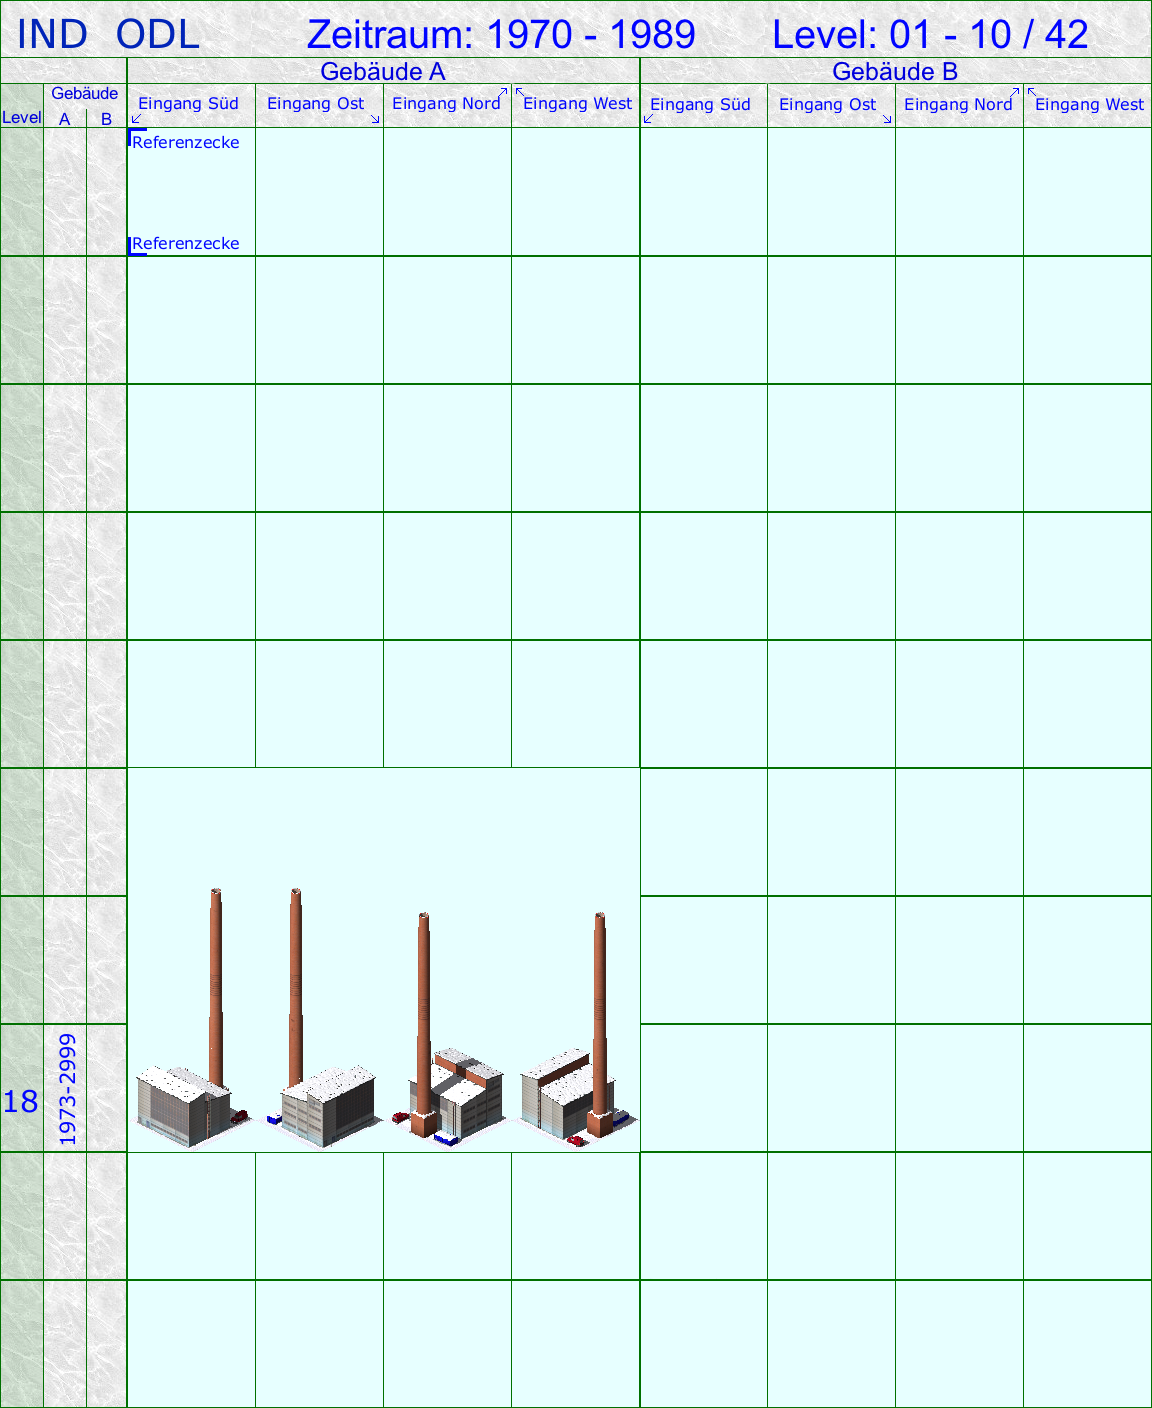 IND ODL Zeitraum: 1970 - 1989 Level: 01 - 10 / 42
Gebäude A Gebäude B
Level Gebäude A B Eingang Süd Eingang Ost Eingang Nord Eingang West Eingang Süd Eingang Ost Eingang Nord Eingang West
Referenzecke
Referenzecke
18 1973-2999